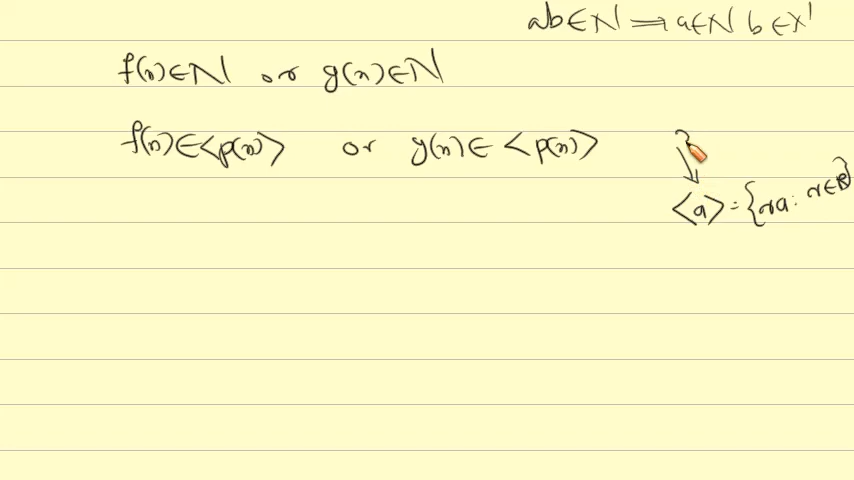 ab ∈ N ⟹ a ∈ N b ∈ N
f(x) ∈ N or g(x) ∈ N
f(x) ∈ <p(x)> or g(x) ∈ <p(x)>
<a> = {ra : r ∈ R}